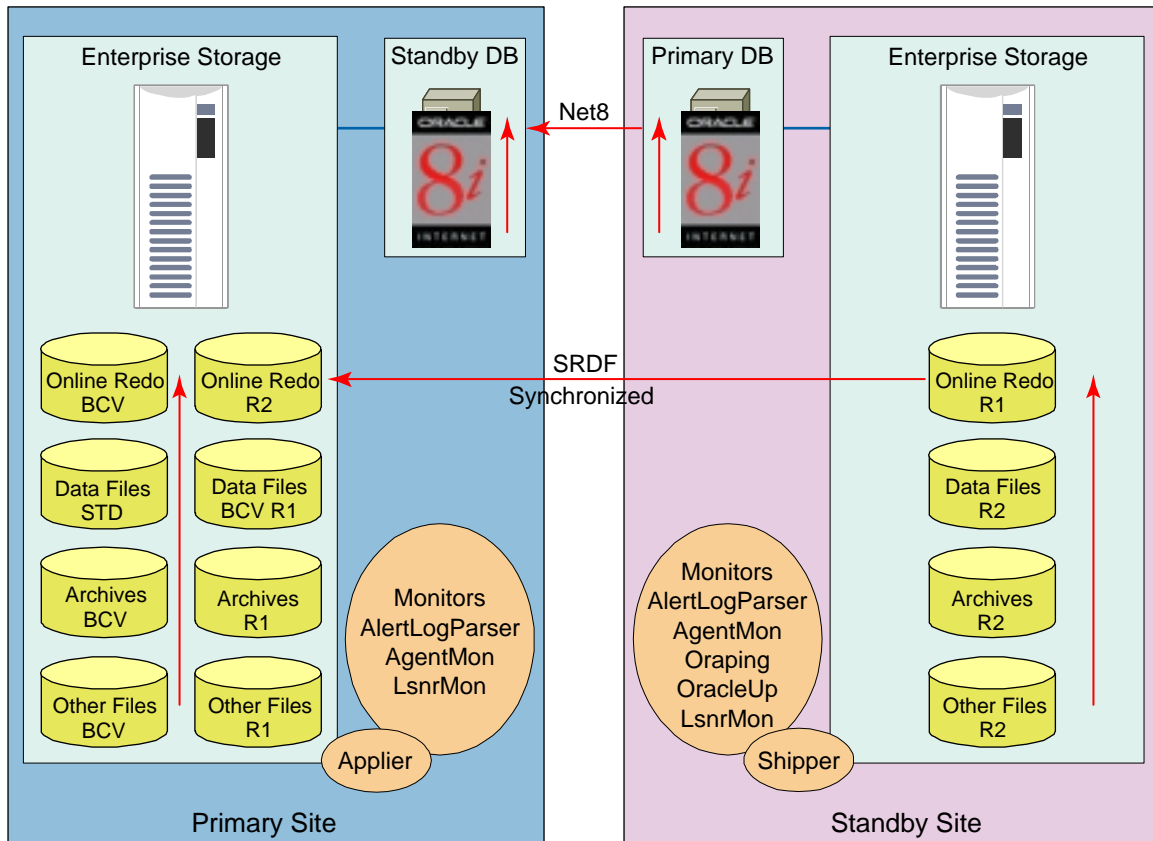 Enterprise Storage
Standby DB
ORACLE
8i
INTERNET
Net8
Primary DB
ORACLE
8i
INTERNET
Enterprise Storage
Online Redo
BCV
Online Redo
R2
SRDF
Synchronized
Online Redo
R1
Data Files
STD
Data Files
BCV R1
Data Files
R2
Archives
BCV
Archives
R1
Archives
R2
Other Files
BCV
Other Files
R1
Other Files
R2
Monitors
AlertLogParser
AgentMon
LsnrMon
Applier
Monitors
AlertLogParser
AgentMon
Oraping
OracleUp
LsnrMon
Shipper
Primary Site
Standby Site